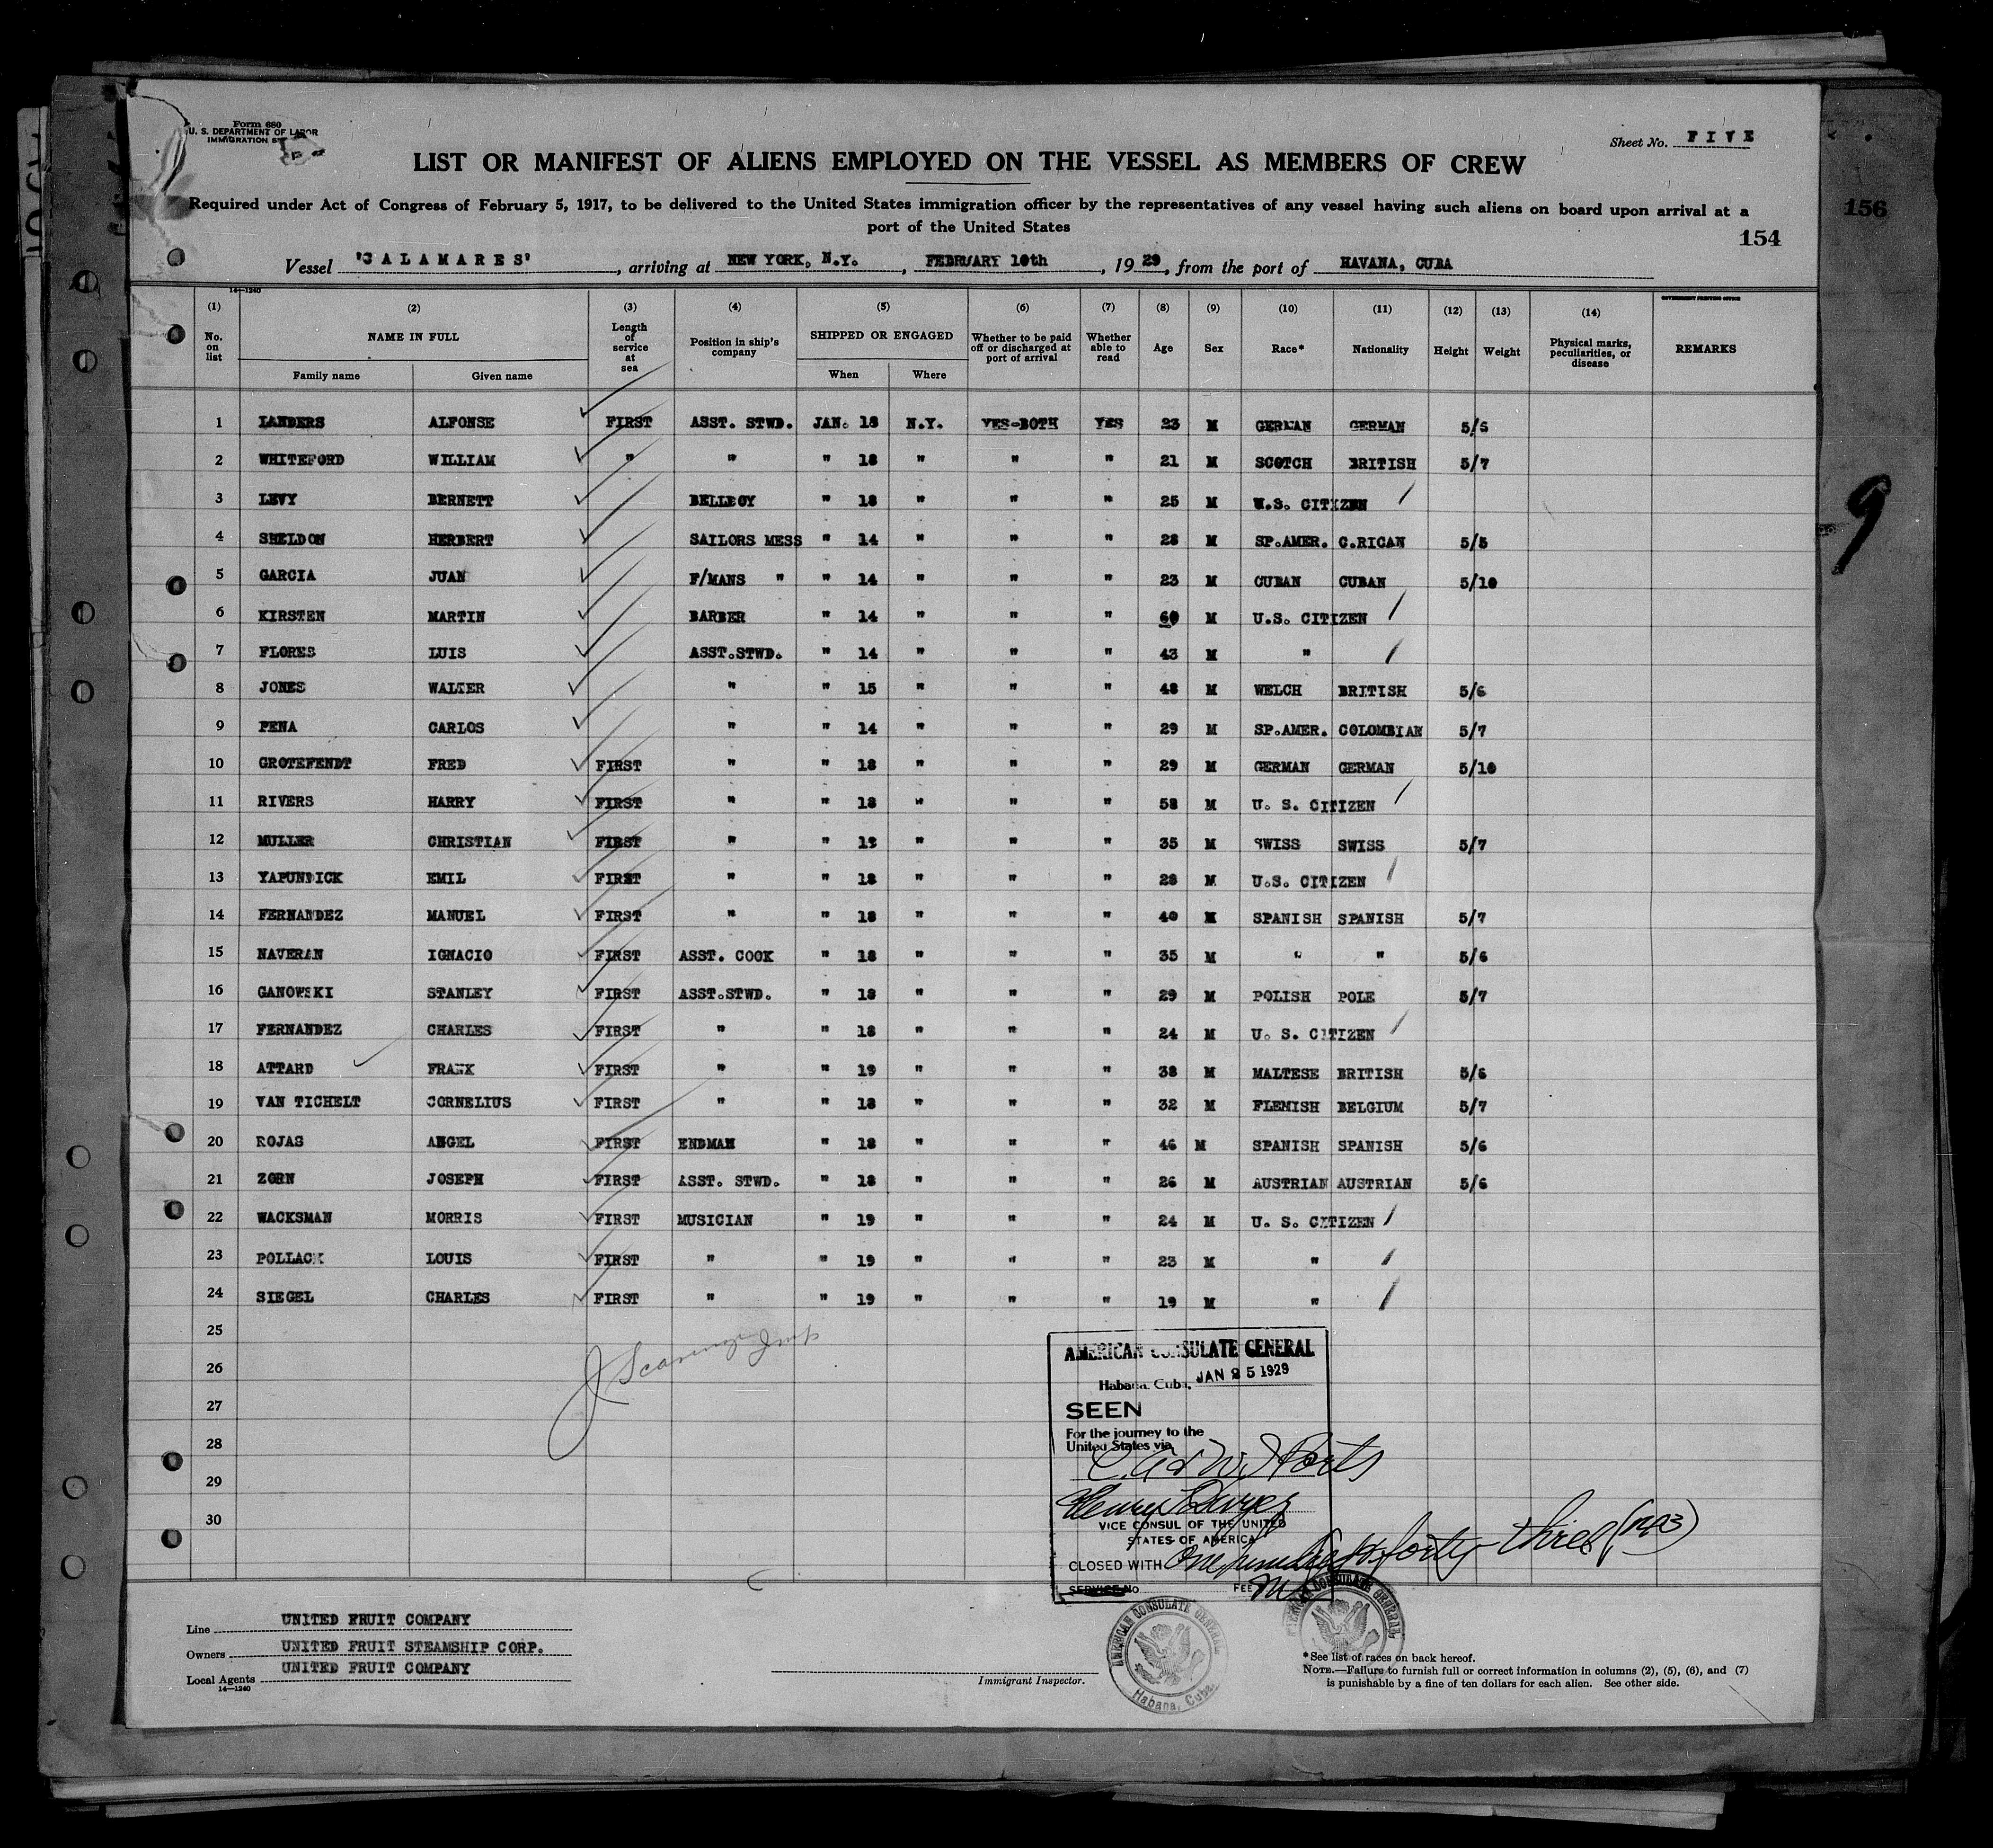 Form 680
U. S. DEPARTMENT OF LABOR
IMMIGRATION
Sheet No. FIVE
LIST OR MANIFEST OF ALIENS EMPLOYED ON THE VESSEL AS MEMBERS OF CREW
Required under Act of Congress of February 5, 1917, to be delivered to the United States immigration officer by the representatives of any vessel having such aliens on board upon arrival at a
port of the United States
156
154
Vessel "CALAMARES", arriving at NEW YORK, N.Y., FEBRUARY 10th, 1929, from the port of HAVANA, CUBA
14—1240
GOVERNMENT PRINTING OFFICE
(1) (2) (3) (4) (5) (6) (7) (8) (9) (10) (11) (12) (13) (14)
No. on list NAME IN FULL Length of service at sea Position in ship's company SHIPPED OR ENGAGED Whether to be paid off or discharged at port of arrival Whether able to read Age Sex Race* Nationality Height Weight Physical marks, peculiarities, or disease REMARKS
Family name Given name When Where
1 LANDERS ALFONSE FIRST ASST. STWD. JAN. 18 N.Y. YES-BOTH YES 23 M GERMAN GERMAN 5/5
2 WHITEFORD WILLIAM " " " 18 " " " 21 M SCOTCH BRITISH 5/7
3 LEVY BERNETT BELLBOY " 18 " " " 25 M U.S. CITIZEN
4 SHELDON HERBERT SAILORS MESS " 14 " " " 28 M SP.AMER. C.RICAN 5/5
5 GARCIA JUAN F/MANS " " 14 " " " 23 M CUBAN CUBAN 5/10
6 KIRSTEN MARTIN BARBER " 14 " " " 60 M U.S. CITIZEN
7 FLORES LUIS ASST.STWD. " 14 " " " 43 M "
8 JONES WALTER " " 15 " " " 48 M WELCH BRITISH 5/6
9 PENA CARLOS " " 14 " " " 29 M SP.AMER. COLOMBIAN 5/7
10 GROTEFENDT FRED FIRST " " 18 " " " 29 M GERMAN GERMAN 5/10
11 RIVERS HARRY FIRST " " 18 " " " 58 M U. S. CITIZEN
12 MULLER CHRISTIAN FIRST " " 18 " " " 35 M SWISS SWISS 5/7
13 YAPUNDICK EMIL FIRST " " 18 " " " 28 M U.S. CITIZEN
14 FERNANDEZ MANUEL FIRST " " 18 " " " 40 M SPANISH SPANISH 5/7
15 NAVERAN IGNACIO FIRST ASST. COOK " 18 " " " 35 M " " 5/6
16 GANOWSKI STANLEY FIRST ASST.STWD. " 18 " " " 29 M POLISH POLE 5/7
17 FERNANDEZ CHARLES FIRST " " 18 " " " 24 M U. S. CITIZEN
18 ATTARD FRANK FIRST " " 19 " " " 38 M MALTESE BRITISH 5/6
19 VAN TICHELT CORNELIUS FIRST " " 18 " " " 32 M FLEMISH BELGIUM 5/7
20 ROJAS ANGEL FIRST ENDMAN " 18 " " " 46 M SPANISH SPANISH 5/6
21 ZORN JOSEPH FIRST ASST. STWD. " 18 " " " 26 M AUSTRIAN AUSTRIAN 5/6
22 WACKSMAN MORRIS FIRST MUSICIAN " 19 " " " 24 M U. S. CITIZEN
23 POLLACK LOUIS FIRST " " 19 " " " 23 M "
24 SIEGEL CHARLES FIRST " " 19 " " " 19 M "
25
26
27
28
29
30
9
AMERICAN CONSULATE GENERAL
Habana, Cuba, JAN 25 1929
SEEN
For the journey to the
United States via
Ports
Henry
VICE CONSUL OF THE UNITED
STATES OF AMERICA
CLOSED WITH One hundred & forty three (143)
SERVICE No FEE
AMERICAN CONSULATE GENERAL
Habana, Cuba.
AMERICAN CONSULATE GENERAL
Line UNITED FRUIT COMPANY
Owners UNITED FRUIT STEAMSHIP CORP.
Local Agents UNITED FRUIT COMPANY
14—1240
Immigrant Inspector.
*See list of races on back hereof.
NOTE.—Failure to furnish full or correct information in columns (2), (5), (6), and (7)
is punishable by a fine of ten dollars for each alien. See other side.